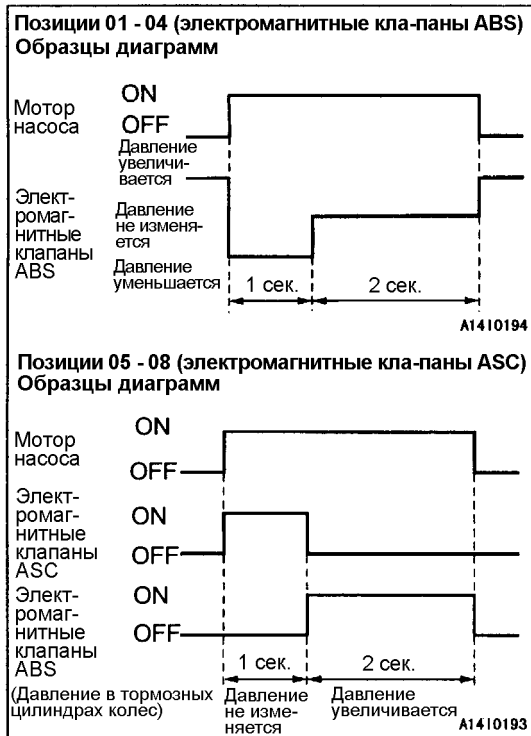 Позиции 01 - 04 (электромагнитные кла-паны ABS)
Образцы диаграмм
Мотор
насоса
ON
OFF
Давление
увеличи-
вается
Элект-
ромаг-
нитные
клапаны
ABS
Давление
не изменя-
ется
Давление
уменьшается
1 сек.
2 сек.
A14I0194
Позиции 05 - 08 (электромагнитные кла-паны ASC)
Образцы диаграмм
Мотор
насоса
ON
OFF
Элект-
ромаг-
нитные
клапаны
ASC
ON
OFF
Элект-
ромаг-
нитные
клапаны
ABS
ON
OFF
1 сек.
2 сек.
(Давление в тормозных
цилиндрах колес)
Давление
не изме-
няется
Давление
увеличивается
A14I0193